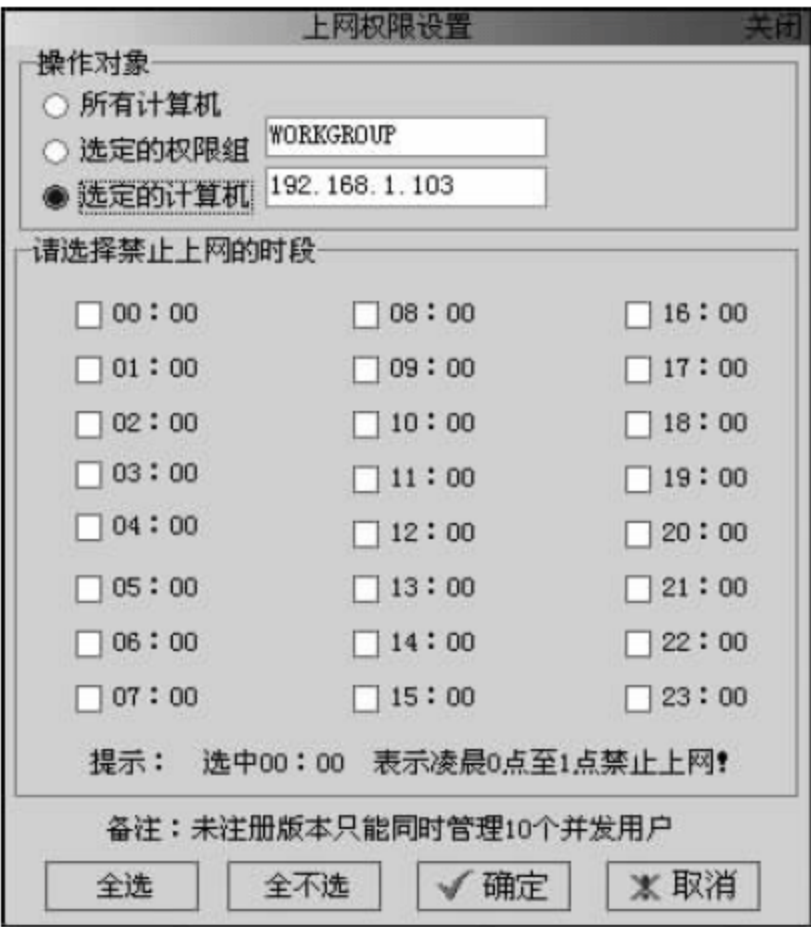 上网权限设置 关闭
操作对象
所有计算机
选定的权限组 WORKGROUP
选定的计算机 192.168.1.103
请选择禁止上网的时段
00：00 08：00 16：00
01：00 09：00 17：00
02：00 10：00 18：00
03：00 11：00 19：00
04：00 12：00 20：00
05：00 13：00 21：00
06：00 14：00 22：00
07：00 15：00 23：00
提示： 选中00：00 表示凌晨0点至1点禁止上网!
备注：未注册版本只能同时管理10个并发用户
全选 全不选 确定 取消